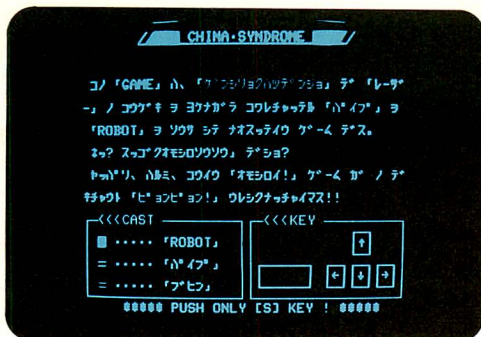 CHINA・SYNDROME
コノ 「GAME」 ハ、「ゲンシリョクハツデンショ」 デ 「レーザ
ー」 ノ コウゲキ ヲ ヨケナガラ コワレチャッテル 「パイプ」 ヲ
「ROBOT」 ヲ ソウサ シテ ナオスッテイウ ゲーム デス。
ネッ? スッゴクオモシロソウソウ」 デショ?
ヤッパリ、ハルミ、コウイウ 「オモシロイ!」 ゲーム ガ ノ デ
キチャウト 「ピョンピョン!」 ウレシクナッチャイマス!!
<<<CAST
..... 「ROBOT」
= ..... 「パイプ」
= ..... 「ブヒン」
<<<KEY
↑
← ↓ →
***** PUSH ONLY [S] KEY ! *****